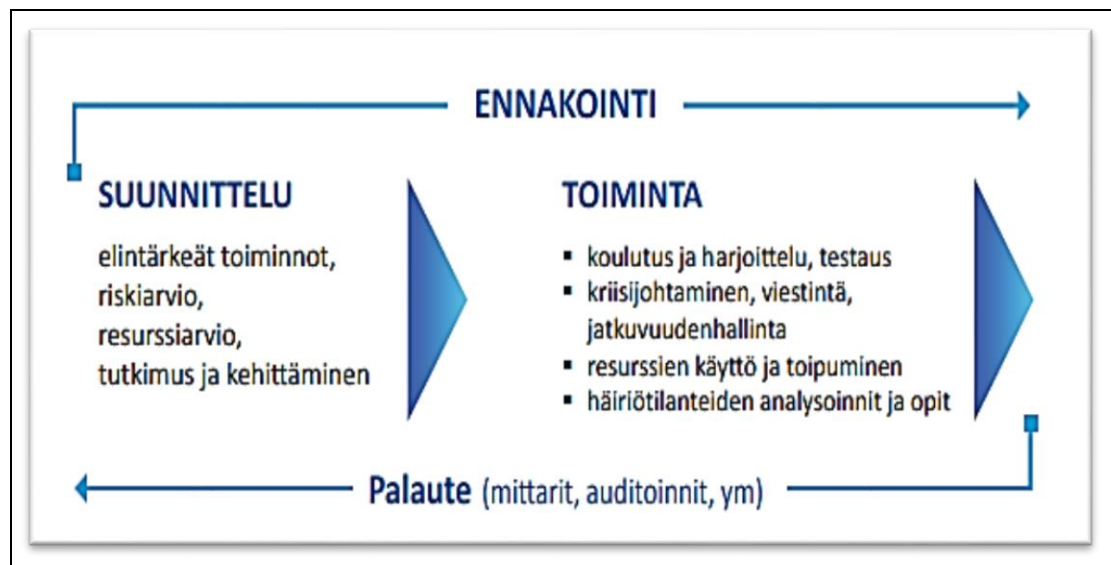 ENNAKOINTI
SUUNNITTELU
elintärkeät toiminnot,
riskiarvio,
resurssiarvio,
tutkimus ja kehittäminen
TOIMINTA
▪ koulutus ja harjoittelu, testaus
▪ kriisijohtaminen, viestintä,
jatkuvuudenhallinta
▪ resurssien käyttö ja toipuminen
▪ häiriötilanteiden analysoinnit ja opit
Palaute (mittarit, auditoinnit, ym)